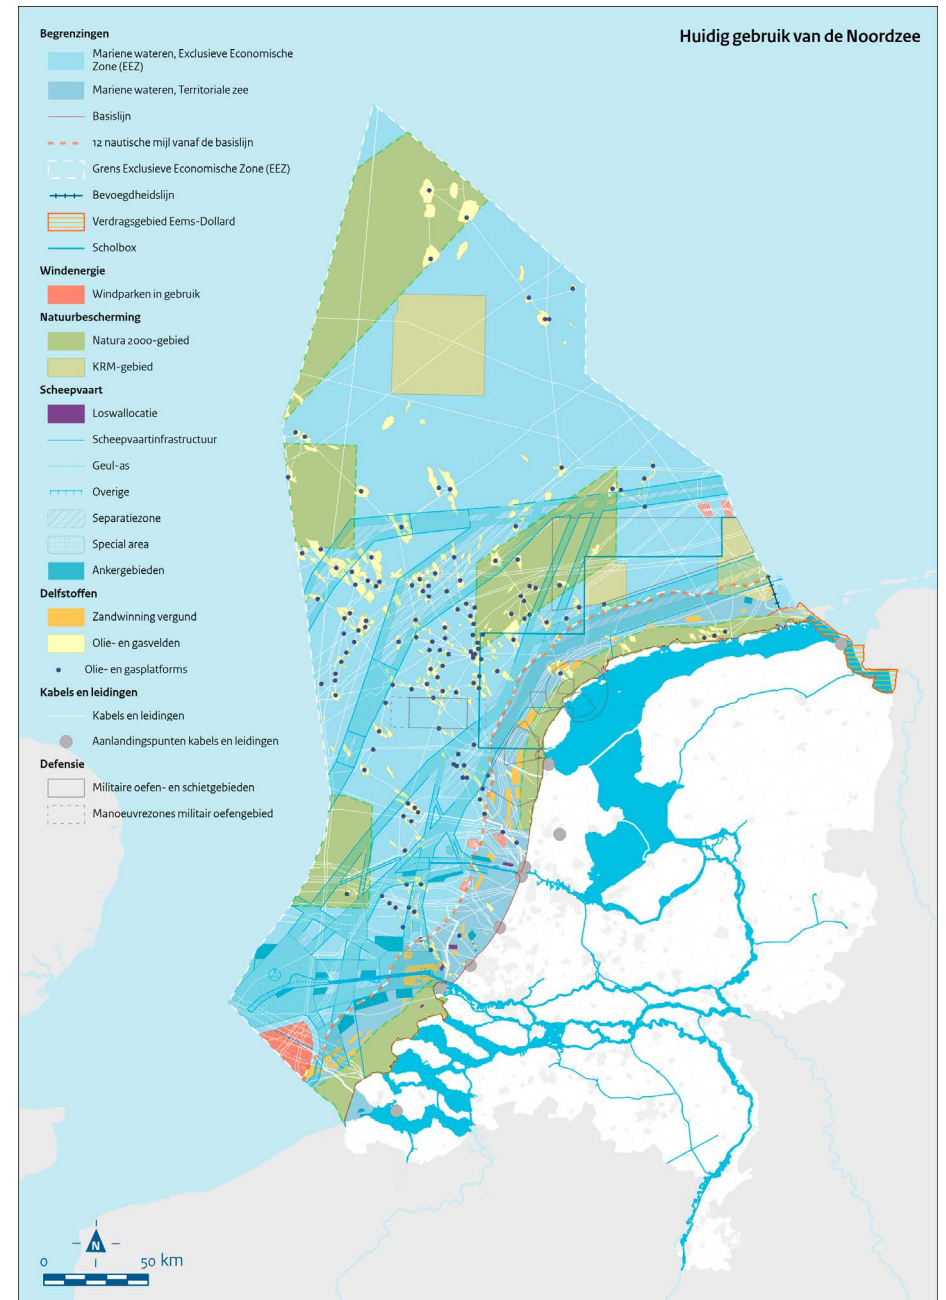 Huidig gebruik van de Noordzee
Begrenzingen
Mariene wateren, Exclusieve Economische
Zone (EEZ)
Mariene wateren, Territoriale zee
Basislijn
12 nautische mijl vanaf de basislijn
Grens Exclusieve Economische Zone (EEZ)
Bevoegdheidslijn
Verdragsgebied Eems-Dollard
Scholbox
Windenergie
Windparken in gebruik
Natuurbescherming
Natura 2000-gebied
KRM-gebied
Scheepvaart
Loswallocatie
Scheepvaartinfrastructuur
Geul-as
Overige
Separatiezone
Special area
Ankergebieden
Delfstoffen
Zandwinning vergund
Olie- en gasvelden
Olie- en gasplatforms
Kabels en leidingen
Kabels en leidingen
Aanlandingspunten kabels en leidingen
Defensie
Militaire oefen- en schietgebieden
Manoeuvrezones militair oefengebied
N
0 50 km